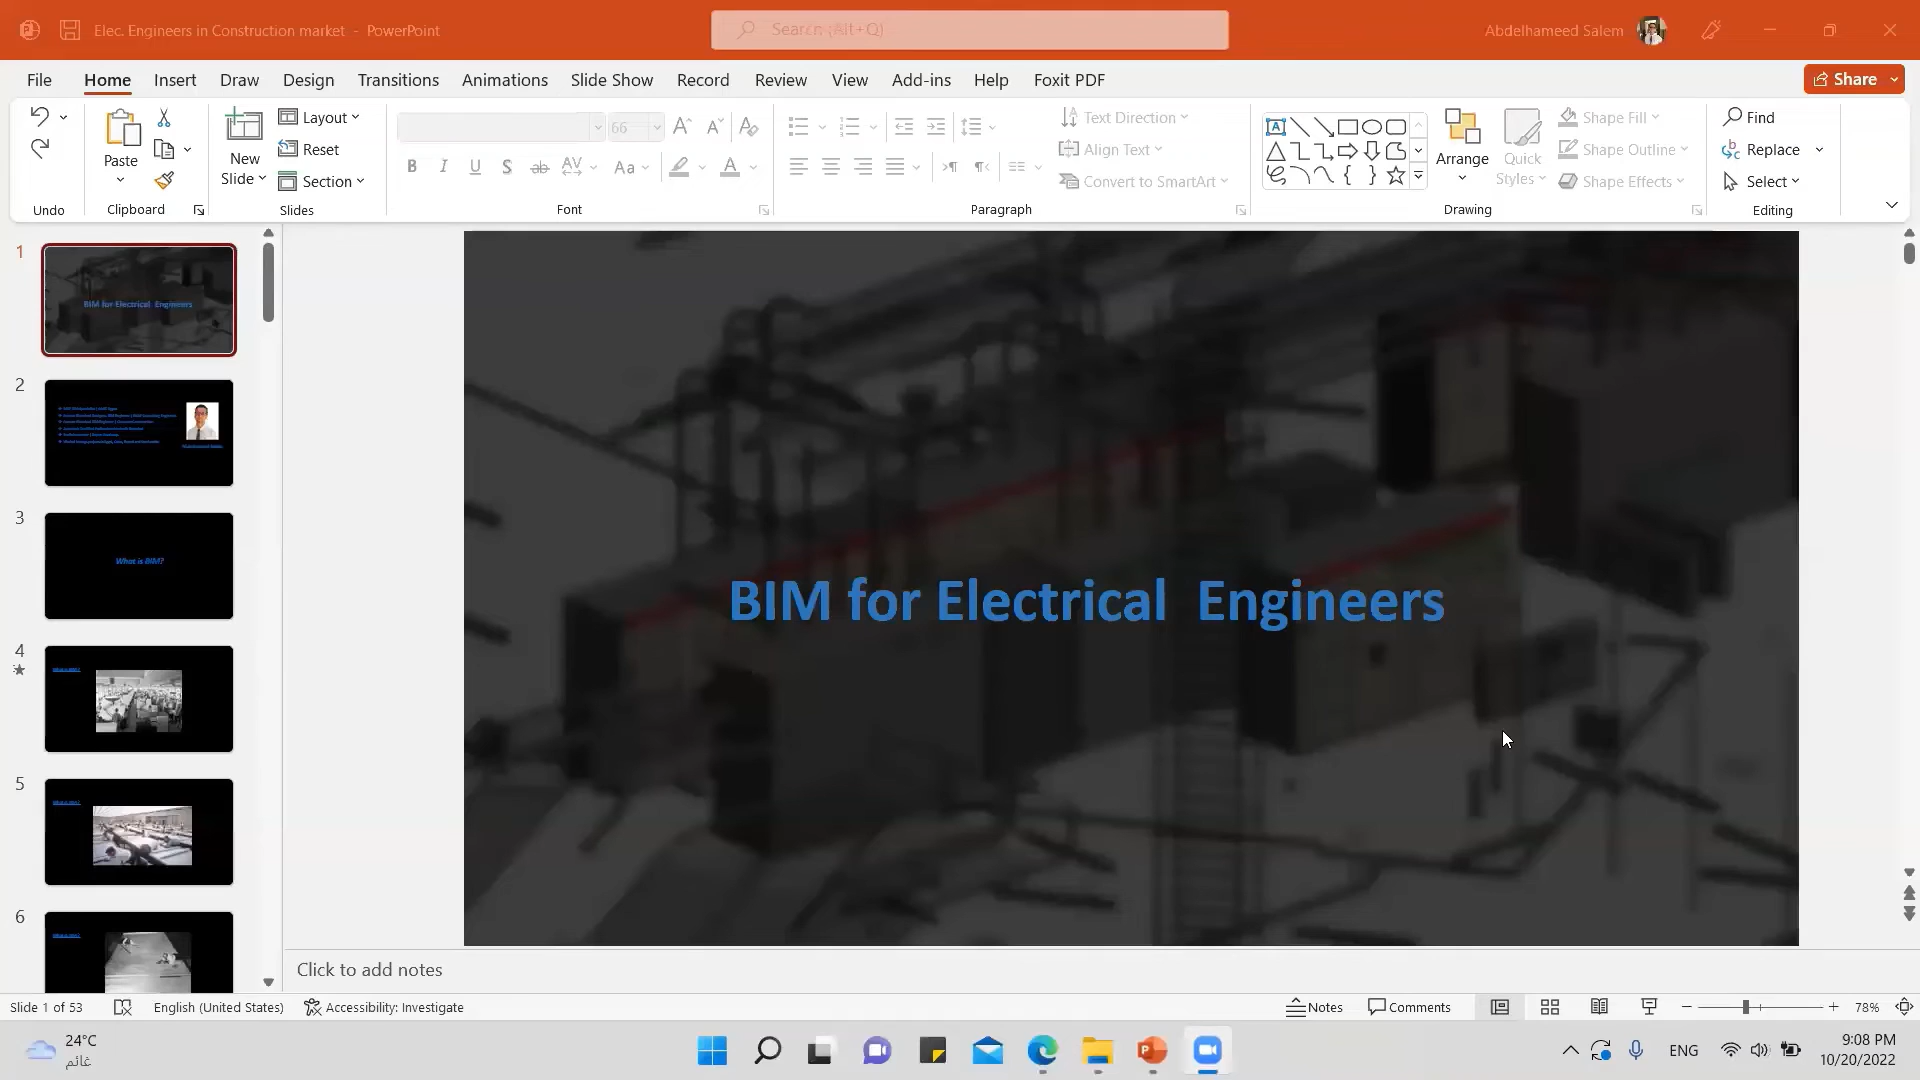 Elec. Engineers in Construction market - PowerPoint
Search (Alt+Q)
Abdelhameed Salem
File Home Insert Draw Design Transitions Animations Slide Show Record Review View Add-ins Help Foxit PDF
Share
Paste
New Slide
Layout
Reset
Section
66
B I U S ab AV Aa A
Text Direction
Align Text
Convert to SmartArt
Arrange
Quick Styles
Shape Fill
Shape Outline
Shape Effects
Find
Replace
Select
Undo Clipboard Slides Font Paragraph Drawing Editing
1
BIM for Electrical Engineers
2
3
What is BIM?
4
5
6
BIM for Electrical  Engineers
Click to add notes
Slide 1 of 53
English (United States)
Accessibility: Investigate
Notes
Comments
78%
24°C
غائم
ENG
9:08 PM
10/20/2022